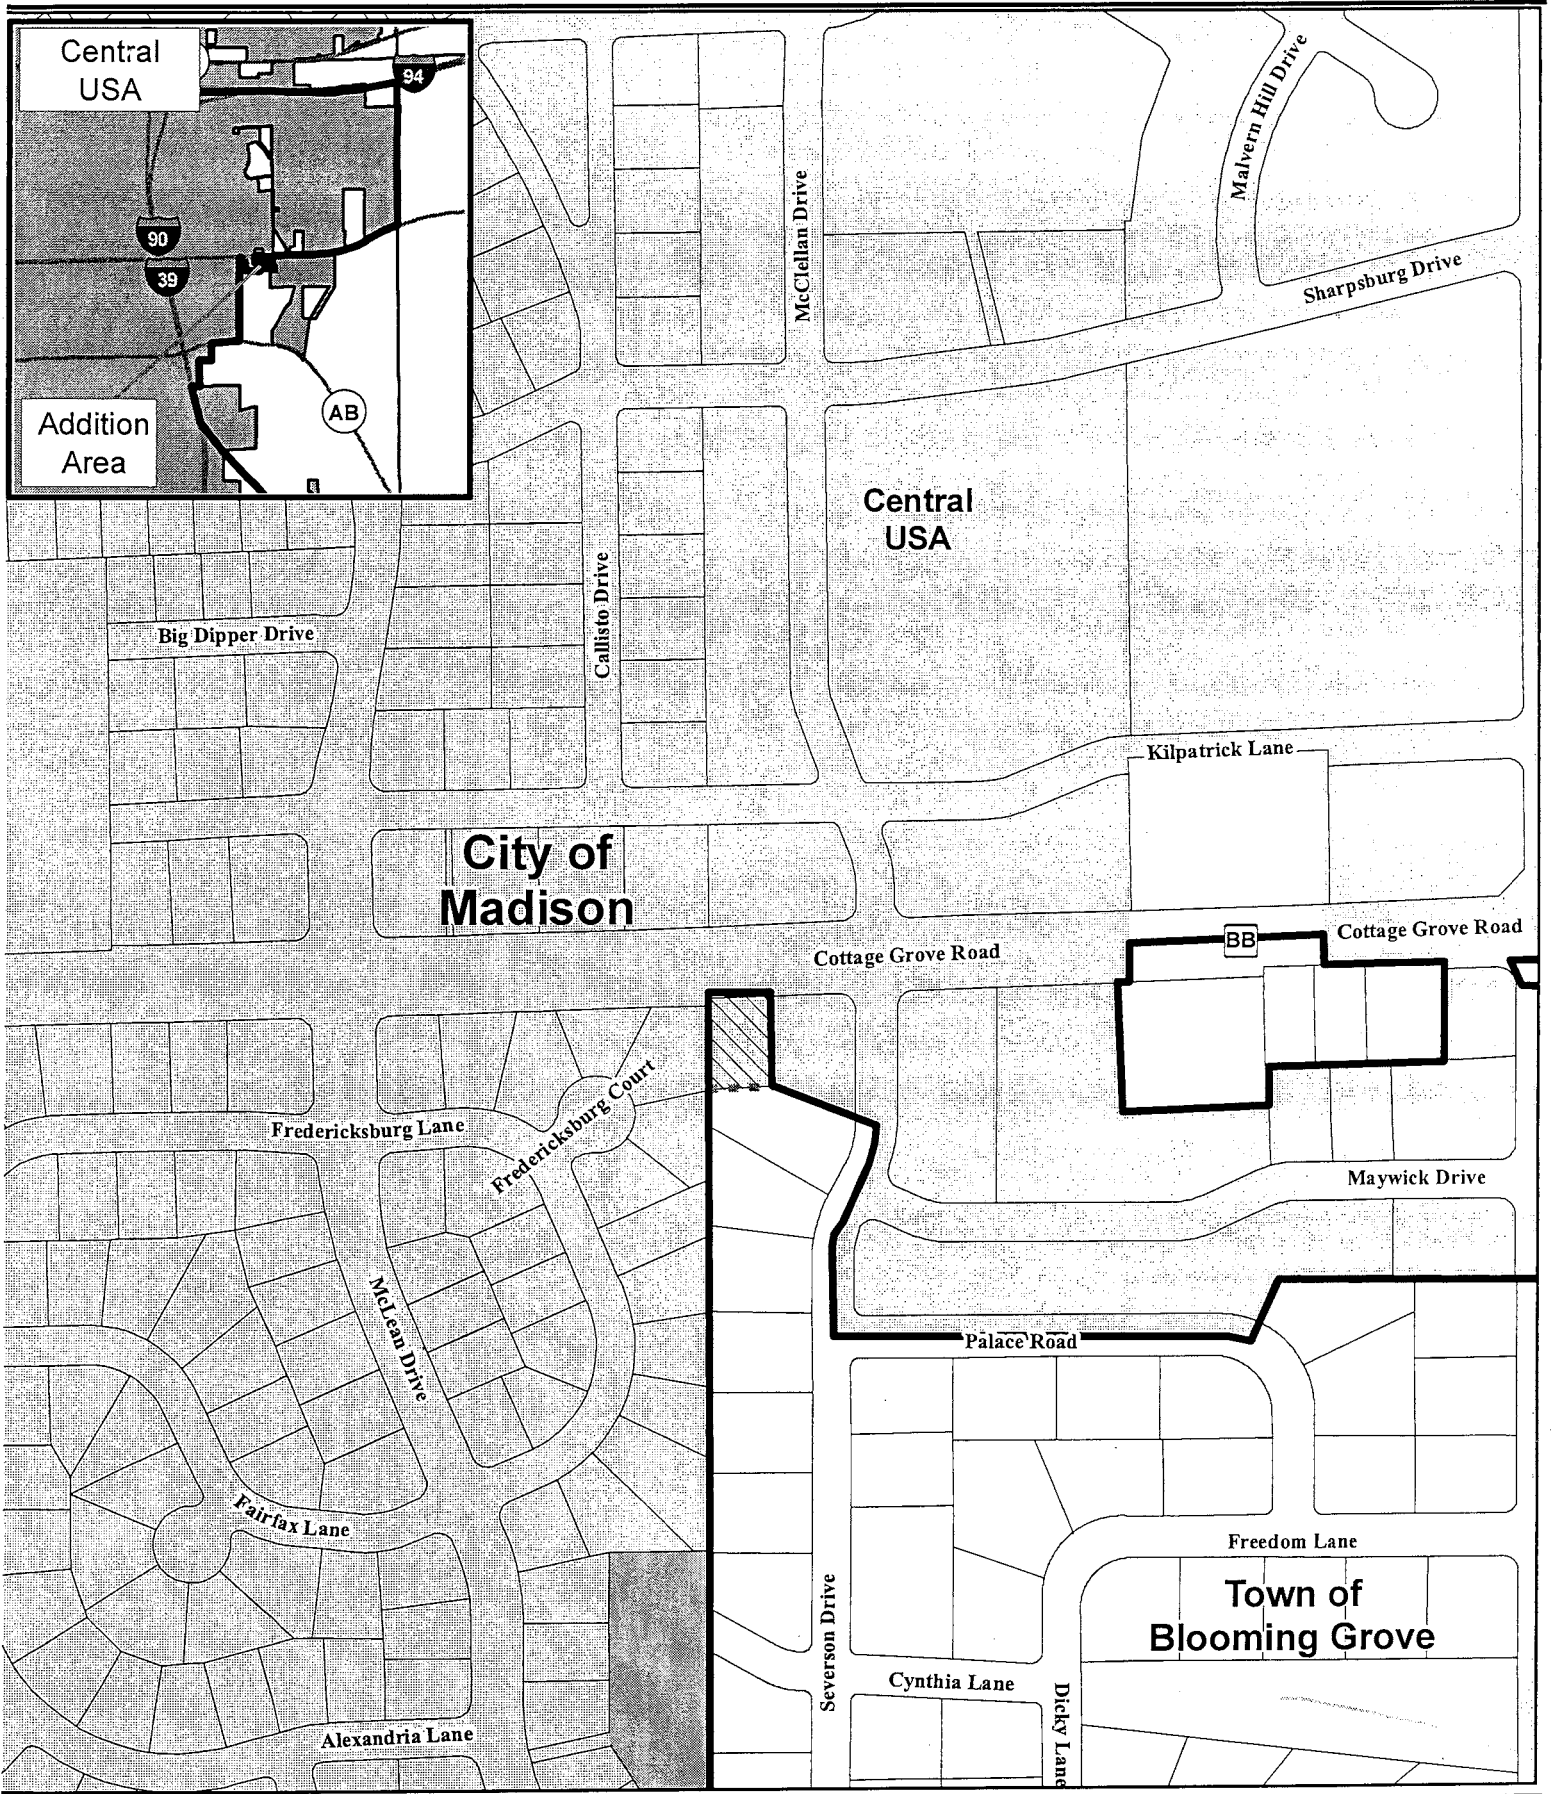 Central
USA
94
90
39
AB
Addition
Area
McClellan Drive
Malvern Hill Drive
Sharpsburg Drive
Central
USA
Callisto Drive
Big Dipper Drive
Kilpatrick Lane
City of
Madison
Cottage Grove Road
BB
Cottage Grove Road
Fredericksburg Court
Fredericksburg Lane
Maywick Drive
McLean Drive
Palace Road
Fairfax Lane
Freedom Lane
Town of
Blooming Grove
Severson Drive
Cynthia Lane
Dicky Lane
Alexandria Lane